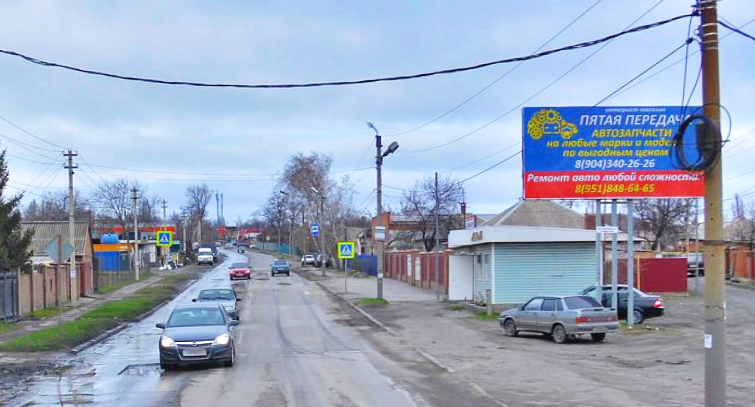 интернет-магазин
ПЯТАЯ ПЕРЕДАЧА
АВТОЗАПЧАСТИ
на любые марки и модели
по выгодным ценам
8(904)340-26-26
Ремонт авто любой сложности
8(951)848-64-65